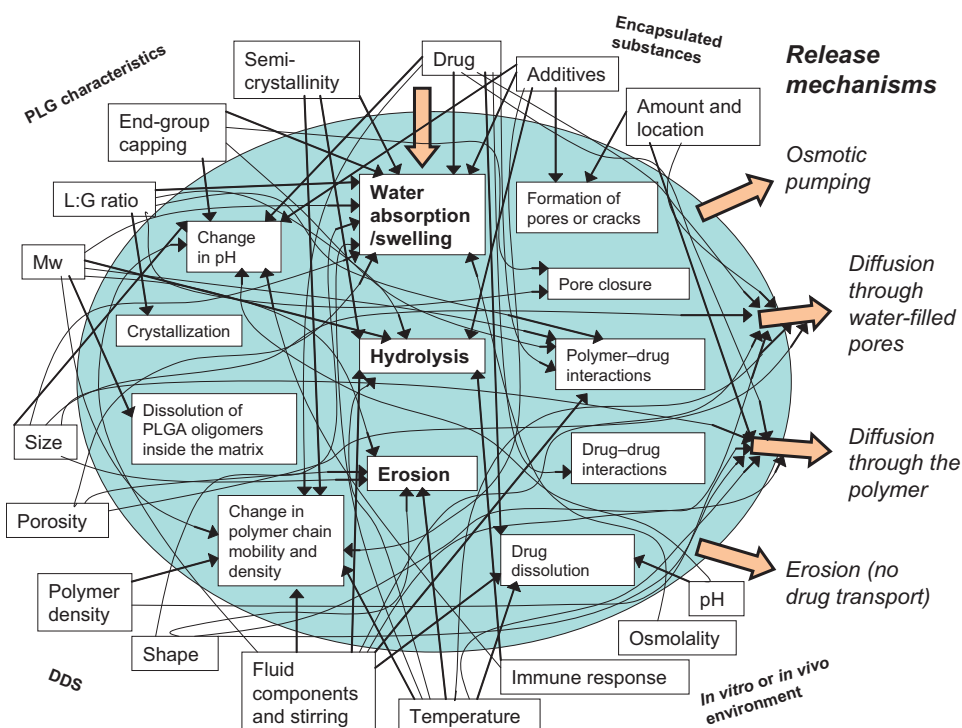 PLG characteristics
Semi-
crystallinity
Drug
Encapsulated
substances
Additives
Release
mechanisms
End-group
capping
Amount and
location
Osmotic
pumping
L:G ratio
Water
absorption
/swelling
Formation of
pores or cracks
Change
in pH
Mw
Pore closure
Diffusion
through
water-filled
pores
Crystallization
Hydrolysis
Polymer–drug
interactions
Dissolution of
PLGA oligomers
inside the matrix
Size
Drug–drug
interactions
Diffusion
through the
polymer
Erosion
Porosity
Change in
polymer chain
mobility and
density
Drug
dissolution
Erosion (no
drug transport)
Polymer
density
pH
Osmolality
Shape
DDS
Fluid
components
and stirring
Immune response
Temperature
In vitro or in vivo
environment